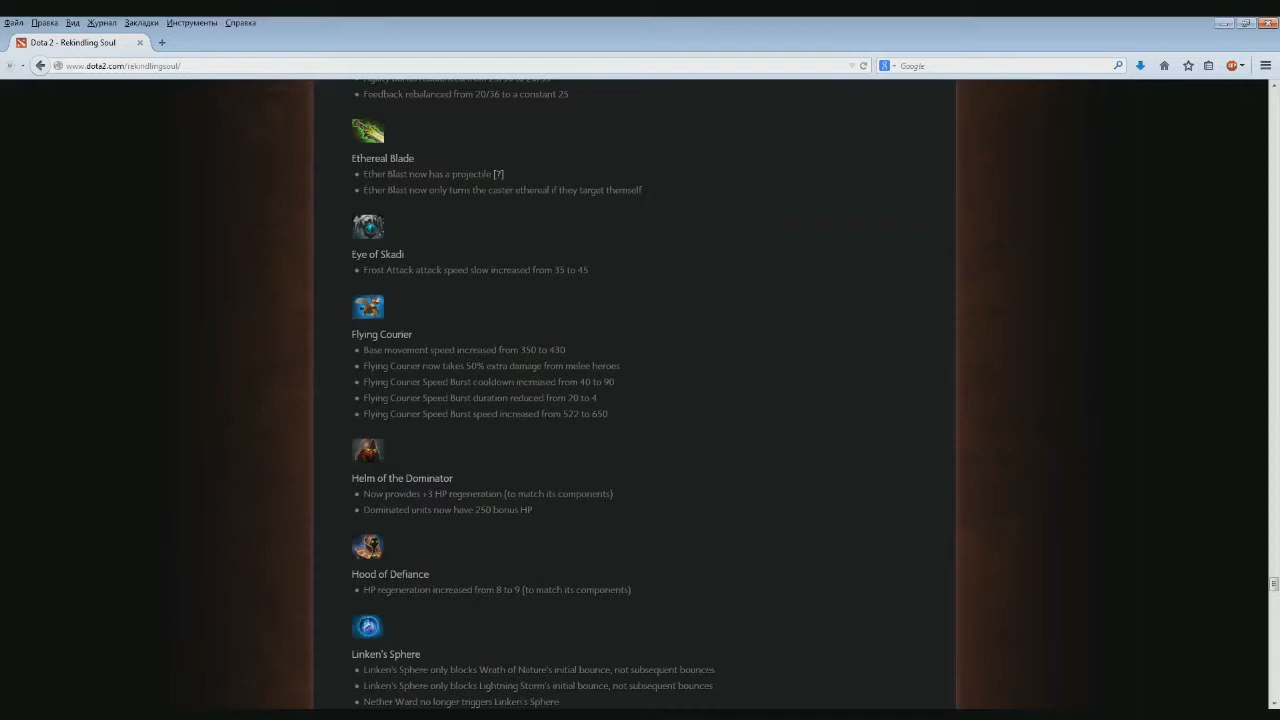 Файл Правка Вид Журнал Закладки Инструменты Справка
Dota 2 - Rekindling Soul
www.dota2.com/rekindlingsoul/
Google
Feedback rebalanced from 20/36 to a constant 25
Ethereal Blade
Ether Blast now has a projectile [?]
Ether Blast now only turns the caster ethereal if they target themself
Eye of Skadi
Frost Attack attack speed slow increased from 35 to 45
Flying Courier
Base movement speed increased from 350 to 430
Flying Courier now takes 50% extra damage from melee heroes
Flying Courier Speed Burst cooldown increased from 40 to 90
Flying Courier Speed Burst duration reduced from 20 to 4
Flying Courier Speed Burst speed increased from 522 to 650
Helm of the Dominator
Now provides +3 HP regeneration (to match its components)
Dominated units now have 250 bonus HP
Hood of Defiance
HP regeneration increased from 8 to 9 (to match its components)
Linken's Sphere
Linken's Sphere only blocks Wrath of Nature's initial bounce, not subsequent bounces
Linken's Sphere only blocks Lightning Storm's initial bounce, not subsequent bounces
Nether Ward no longer triggers Linken's Sphere